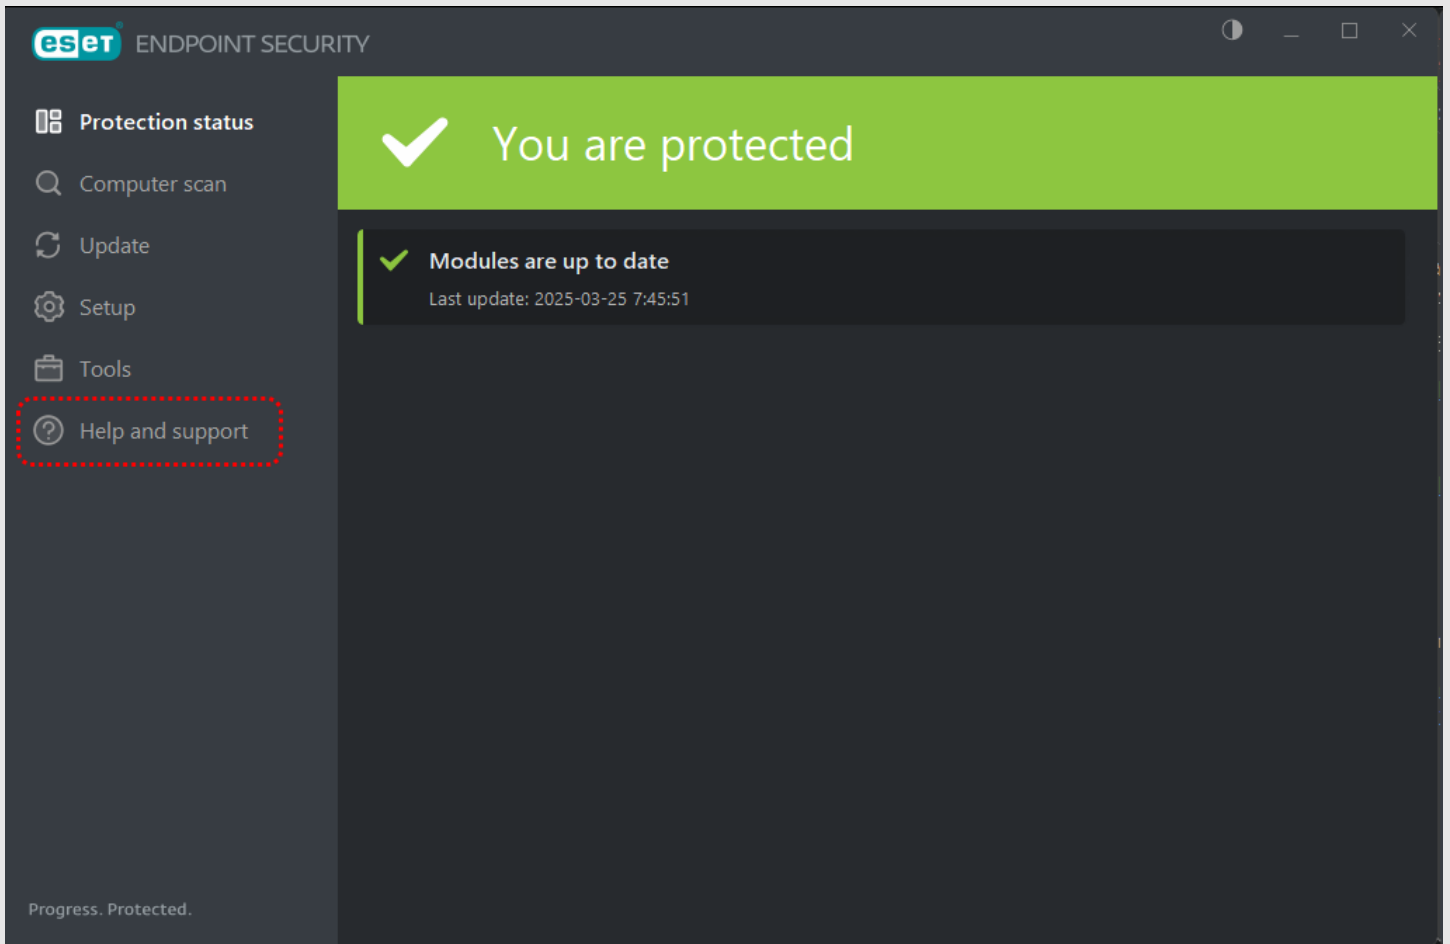 eset® ENDPOINT SECURITY
Protection status
Computer scan
Update
Setup
Tools
Help and support
Progress. Protected.
You are protected
Modules are up to date
Last update: 2025-03-25 7:45:51